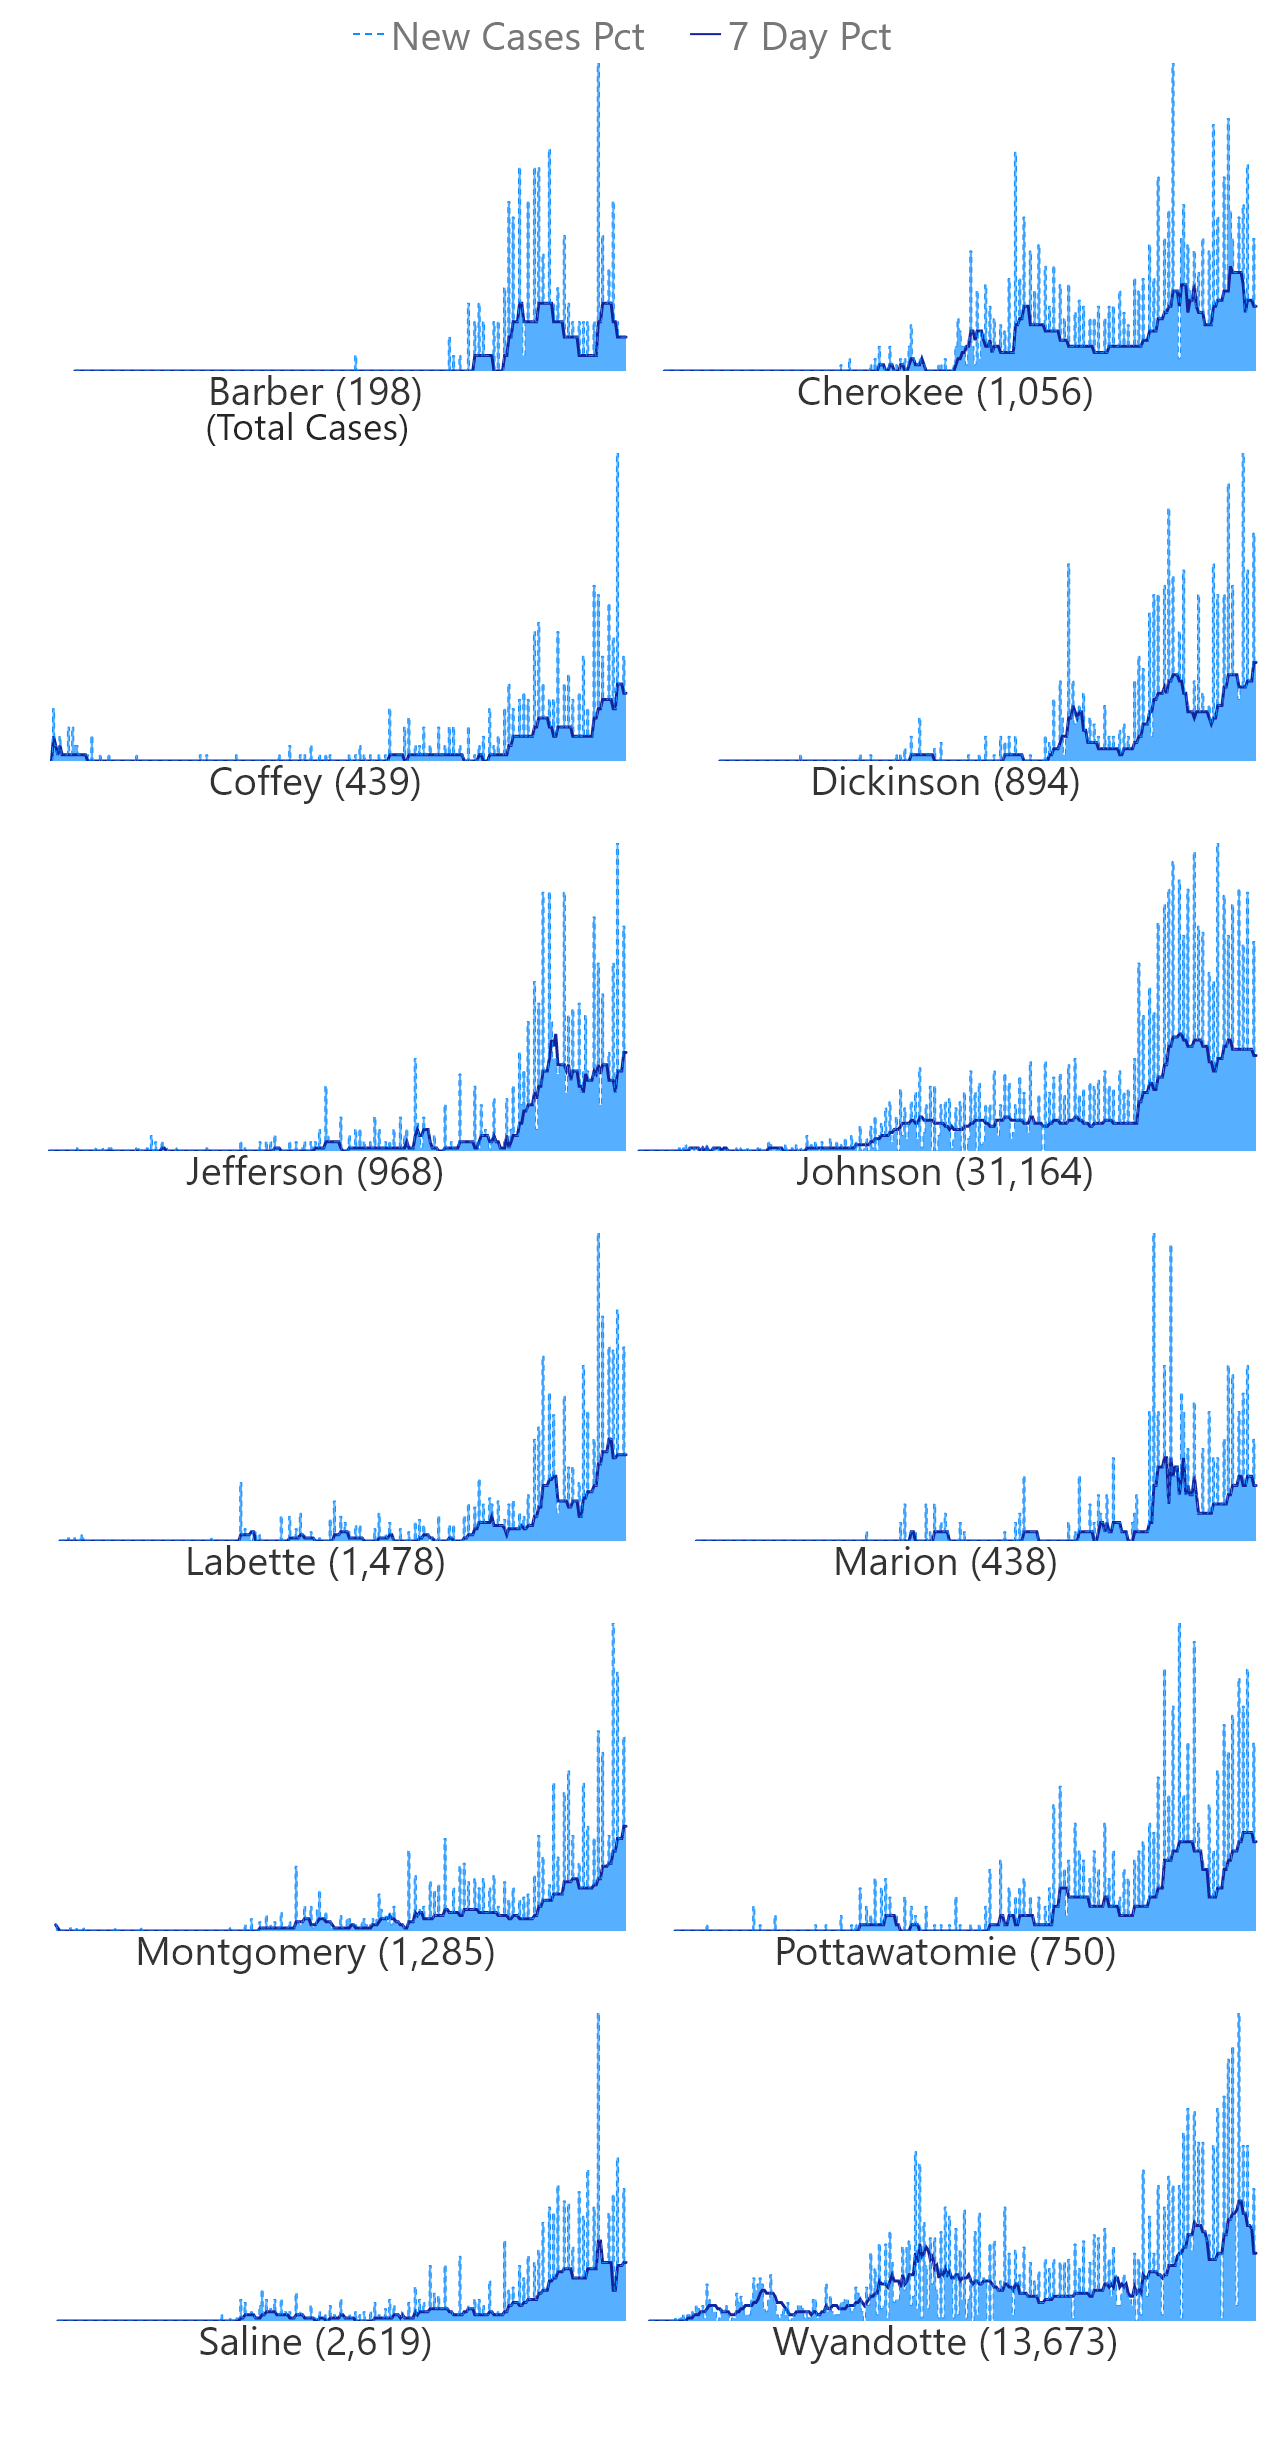 New Cases Pct 7 Day Pct
Barber (198) Cherokee (1,056)
(Total Cases)
Coffey (439) Dickinson (894)
Jefferson (968) Johnson (31,164)
Labette (1,478) Marion (438)
Montgomery (1,285) Pottawatomie (750)
Saline (2,619) Wyandotte (13,673)